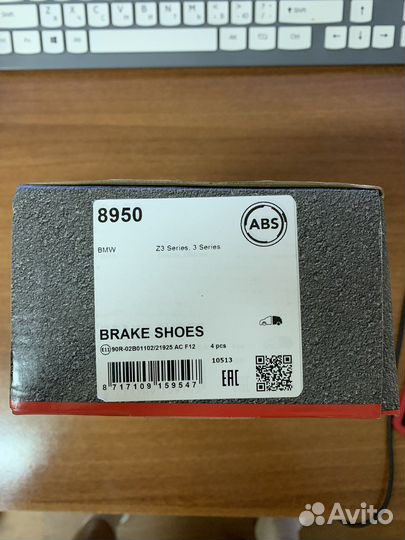 8950
ABS
BMW Z3 Series, 3 Series
BRAKE SHOES
E11 90R-02B01102/21925 AC F12 4 pcs
10513
8 717109 159547
EAC
Avito